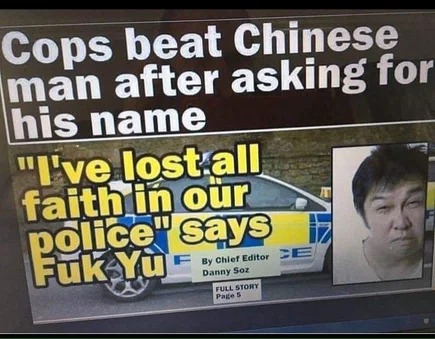 Cops beat Chinese
man after asking for
his name
"I've lost all
faith in our
police" says
Fuk Yu
By Chief Editor
Danny Soz
FULL STORY
Page 5